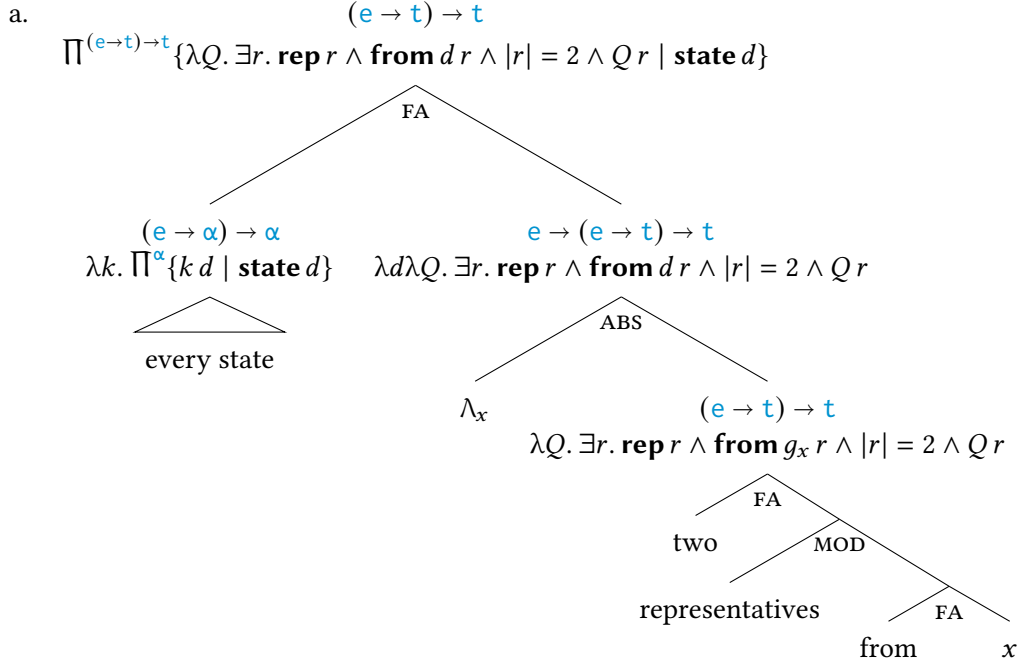 a.
(e → t) → t
∏^{(e→t)→t}{λQ. ∃r. rep r ∧ from d r ∧ |r| = 2 ∧ Q r | state d}
FA
(e → α) → α
e → (e → t) → t
λk. ∏^α{k d | state d}
λdλQ. ∃r. rep r ∧ from d r ∧ |r| = 2 ∧ Q r
ABS
every state
Λ_x
(e → t) → t
λQ. ∃r. rep r ∧ from g_x r ∧ |r| = 2 ∧ Q r
FA
two
MOD
representatives
FA
from
x